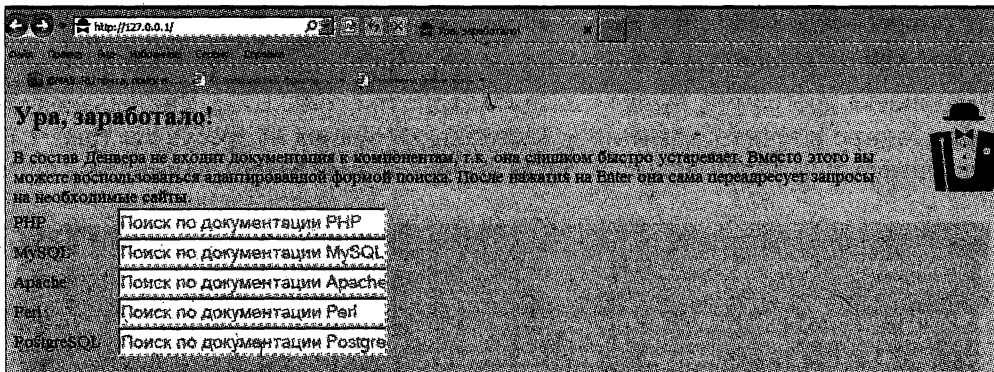 http://127.0.0.1/
Ура, заработало!
Ура, заработало!
В состав Денвера не входит документация к компонентам, т.к. она слишком быстро устаревает. Вместо этого вы
можете воспользоваться адаптированной формой поиска. После нажатия на Enter она сама переадресует запросы
на необходимые сайты.
PHP Поиск по документации PHP
MySQL Поиск по документации MySQL
Apache Поиск по документации Apache
Perl Поиск по документации Perl
PostgreSQL Поиск по документации Postgre